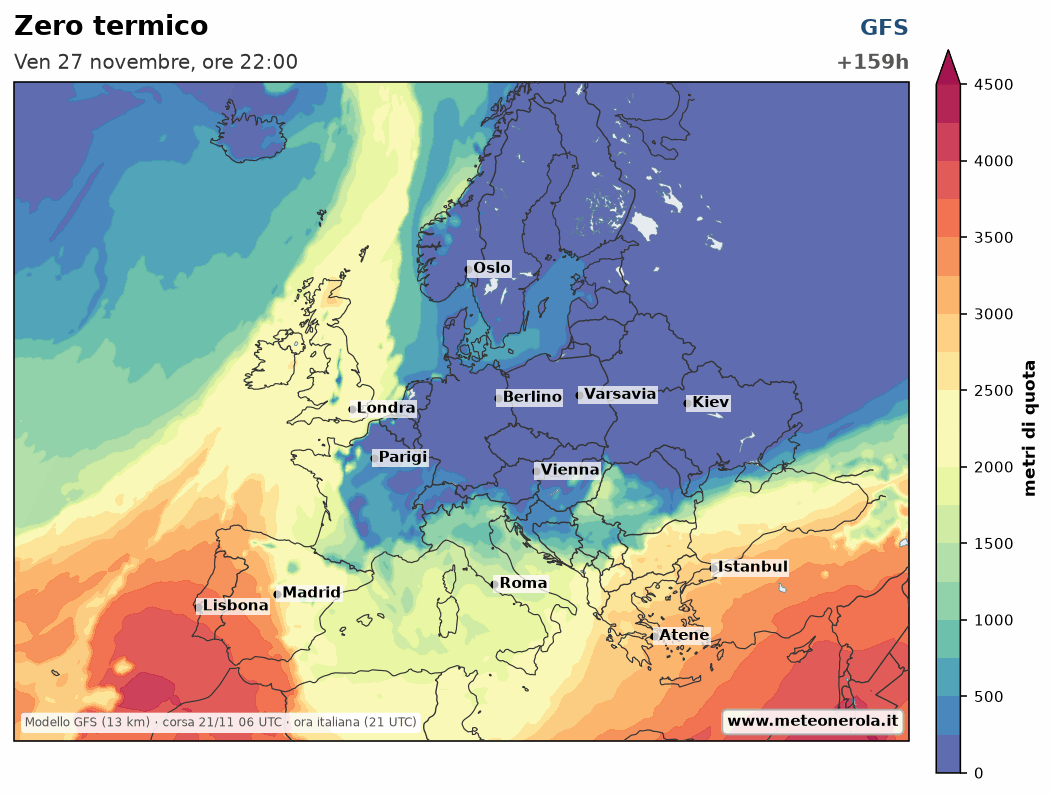 Zero termico
GFS
Ven 27 novembre, ore 22:00
+159h
4500
4000
3500
3000
2500
2000
1500
1000
500
0
metri di quota
Oslo
Berlino
Varsavia
Kiev
Londra
Parigi
Vienna
Istanbul
Roma
Madrid
Lisbona
Atene
Modello GFS (13 km) · corsa 21/11 06 UTC · ora italiana (21 UTC)
www.meteonerola.it